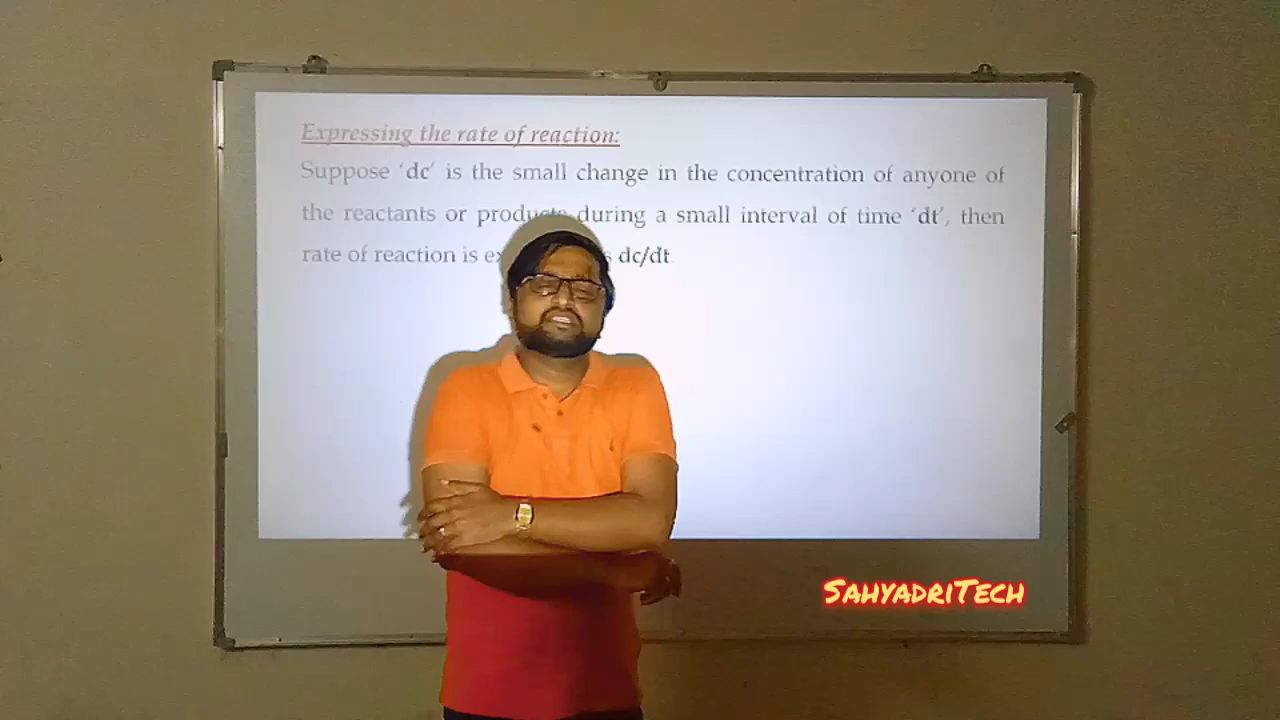 Expressing the rate of reaction:
Suppose ‘dc’ is the small change in the concentration of anyone of
the reactants or products during a small interval of time ‘dt’, then
rate of reaction is dc/dt.
SAHYADRITECH